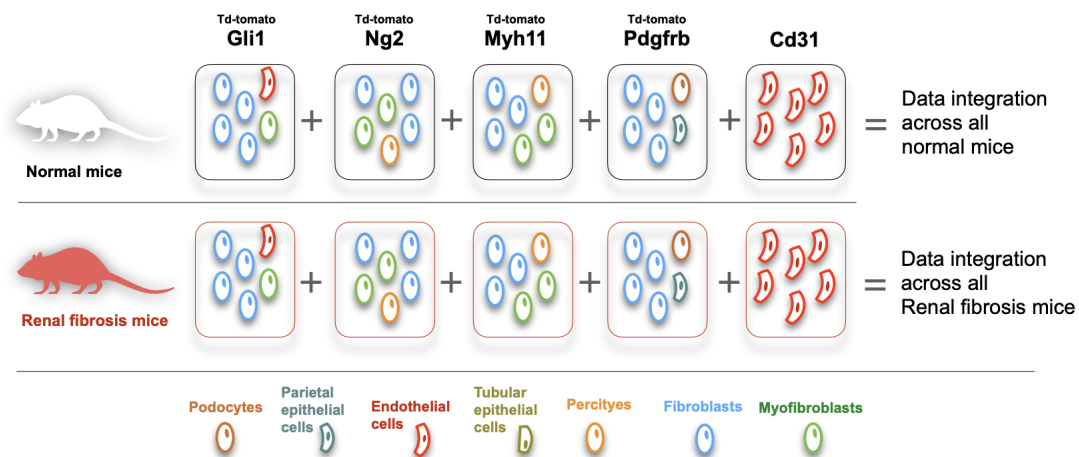 Td-tomato Td-tomato Td-tomato Td-tomato
Gli1 Ng2 Myh11 Pdgfrb Cd31
+ + + + =
Data integration
across all
normal mice
Normal mice
+ + + + =
Data integration
across all
Renal fibrosis mice
Renal fibrosis mice
Podocytes
Parietal
epithelial
cells
Endothelial
cells
Tubular
epithelial
cells
Percityes
Fibroblasts
Myofibroblasts